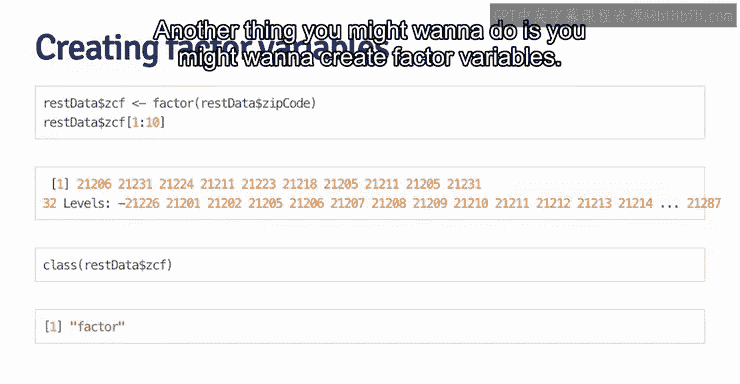 Another thing you might wanna do is you
might wanna create factor variables.
Creating factor variables
restData$zcf <- factor(restData$zipCode)
restData$zcf[1:10]
[1] 21206 21231 21224 21211 21223 21218 21205 21211 21205 21231
32 Levels: -21226 21201 21202 21205 21206 21207 21208 21209 21210 21211 21212 21213 21214 ... 21287
class(restData$zcf)
[1] "factor"